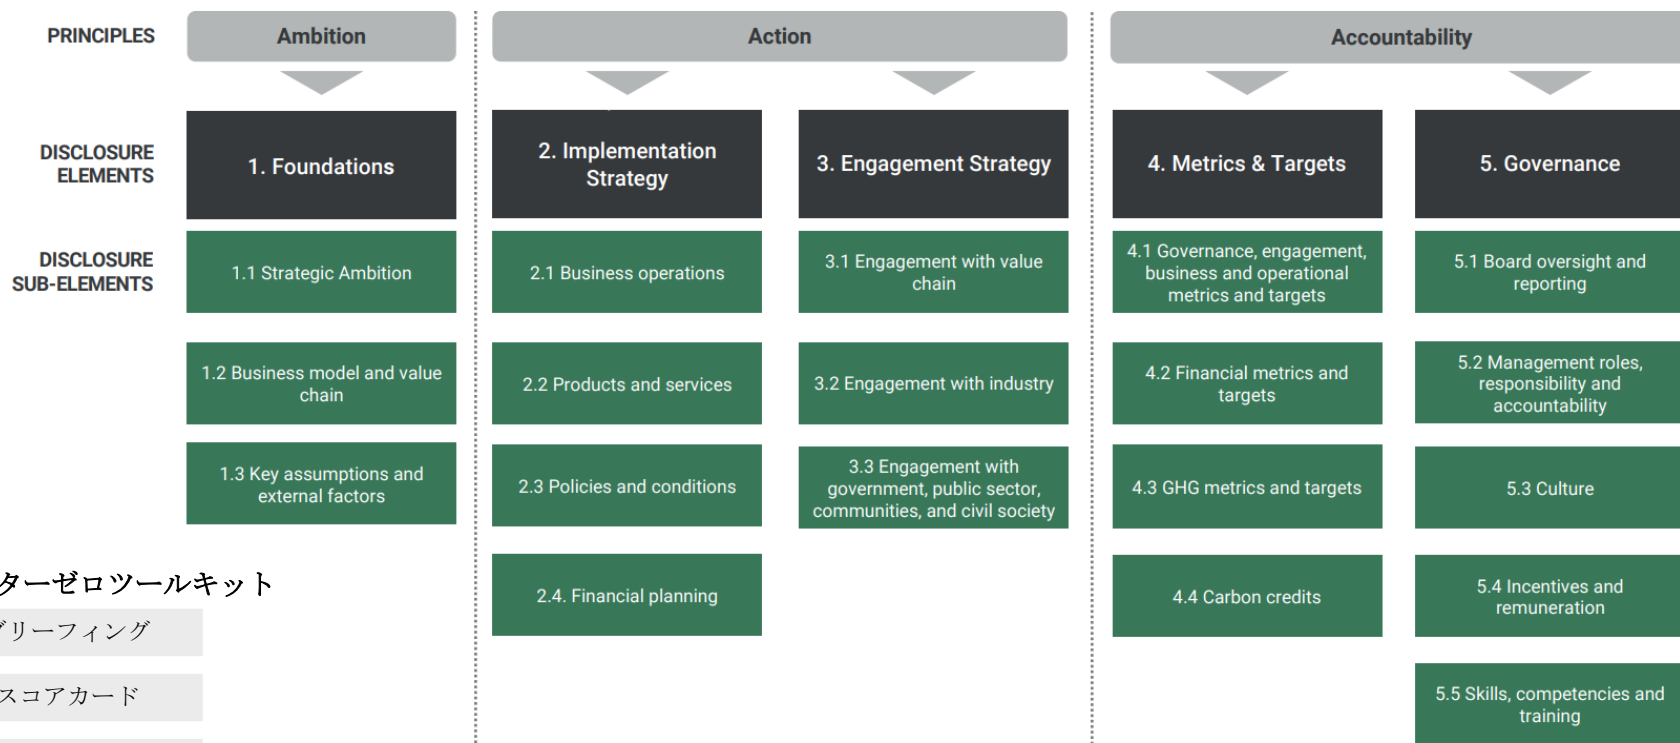 PRINCIPLES
Ambition
Action
Accountability
DISCLOSURE
ELEMENTS
1. Foundations
2. Implementation
Strategy
3. Engagement Strategy
4. Metrics & Targets
5. Governance
DISCLOSURE
SUB-ELEMENTS
1.1 Strategic Ambition
2.1 Business operations
3.1 Engagement with value
chain
4.1 Governance, engagement,
business and operational
metrics and targets
5.1 Board oversight and
reporting
1.2 Business model and value
chain
2.2 Products and services
3.2 Engagement with industry
4.2 Financial metrics and
targets
5.2 Management roles,
responsibility and
accountability
1.3 Key assumptions and
external factors
2.3 Policies and conditions
3.3 Engagement with
government, public sector,
communities, and civil society
4.3 GHG metrics and targets
5.3 Culture
2.4. Financial planning
4.4 Carbon credits
5.4 Incentives and
remuneration
5.5 Skills, competencies and
training
ターゼロツールキット
ブリーフィング
スコアカード